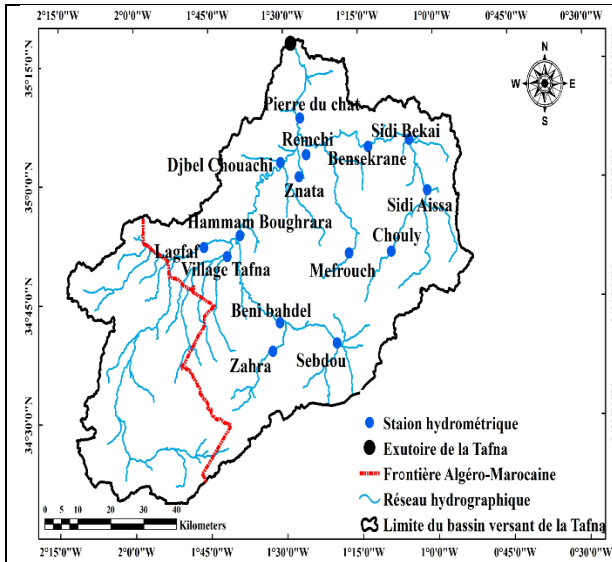 2°15'0"W 2°0'0"W 1°45'0"W 1°30'0"W 1°15'0"W 1°0'0"W 0°45'0"W 0°30'0"W
35°15'0"N
35°0'0"N
34°45'0"N
34°30'0"N
N
W E
S
Pierre du chat
Remchi
Sidi Bekai
Bensekrane
Djbel Chouachi
Znata
Sidi Aissa
Hammam Boughrara
Lagfaf
Chouly
Village Tafna
Mefrouch
Beni bahdel
Zahra
Sebdou
Staion hydrométrique
Exutoire de la Tafna
Frontière Algéro-Marocaine
Réseau hydrographique
Limite du bassin versant de la Tafna
0 5 10 20 30 40
Kilometers
2°15'0"W 2°0'0"W 1°45'0"W 1°30'0"W 1°15'0"W 1°0'0"W 0°45'0"W 0°30'0"W